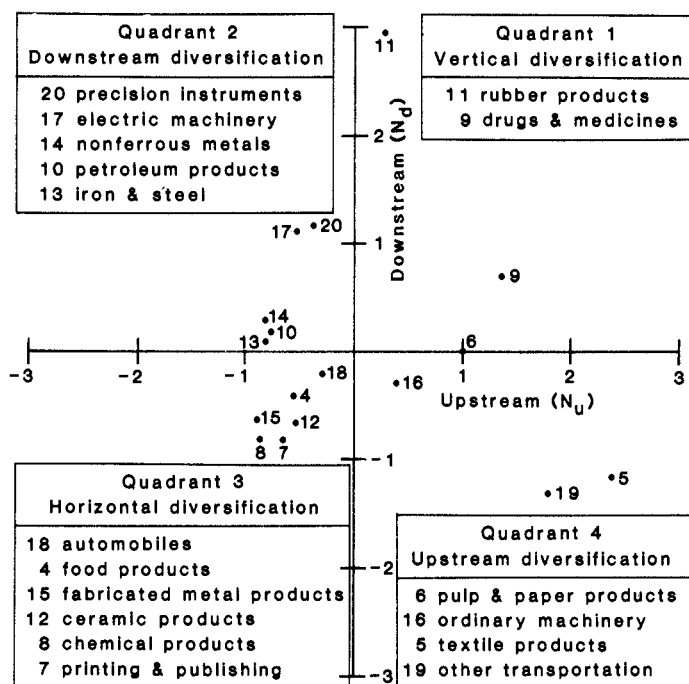 Quadrant 2
Downstream diversification
20 precision instruments
17 electric machinery
14 nonferrous metals
10 petroleum products
13 iron & steel
Quadrant 1
Vertical diversification
11 rubber products
9 drugs & medicines
11
2
Downstream (Nd)
1
17 20
9
14
10
13
6
-3 -2 -1 1 2 3
18
16
Upstream (Nu)
4
15 12
8 7
-1
5
19
Quadrant 3
Horizontal diversification
18 automobiles
4 food products
15 fabricated metal products
12 ceramic products
8 chemical products
7 printing & publishing
-2
-3
Quadrant 4
Upstream diversification
6 pulp & paper products
16 ordinary machinery
5 textile products
19 other transportation